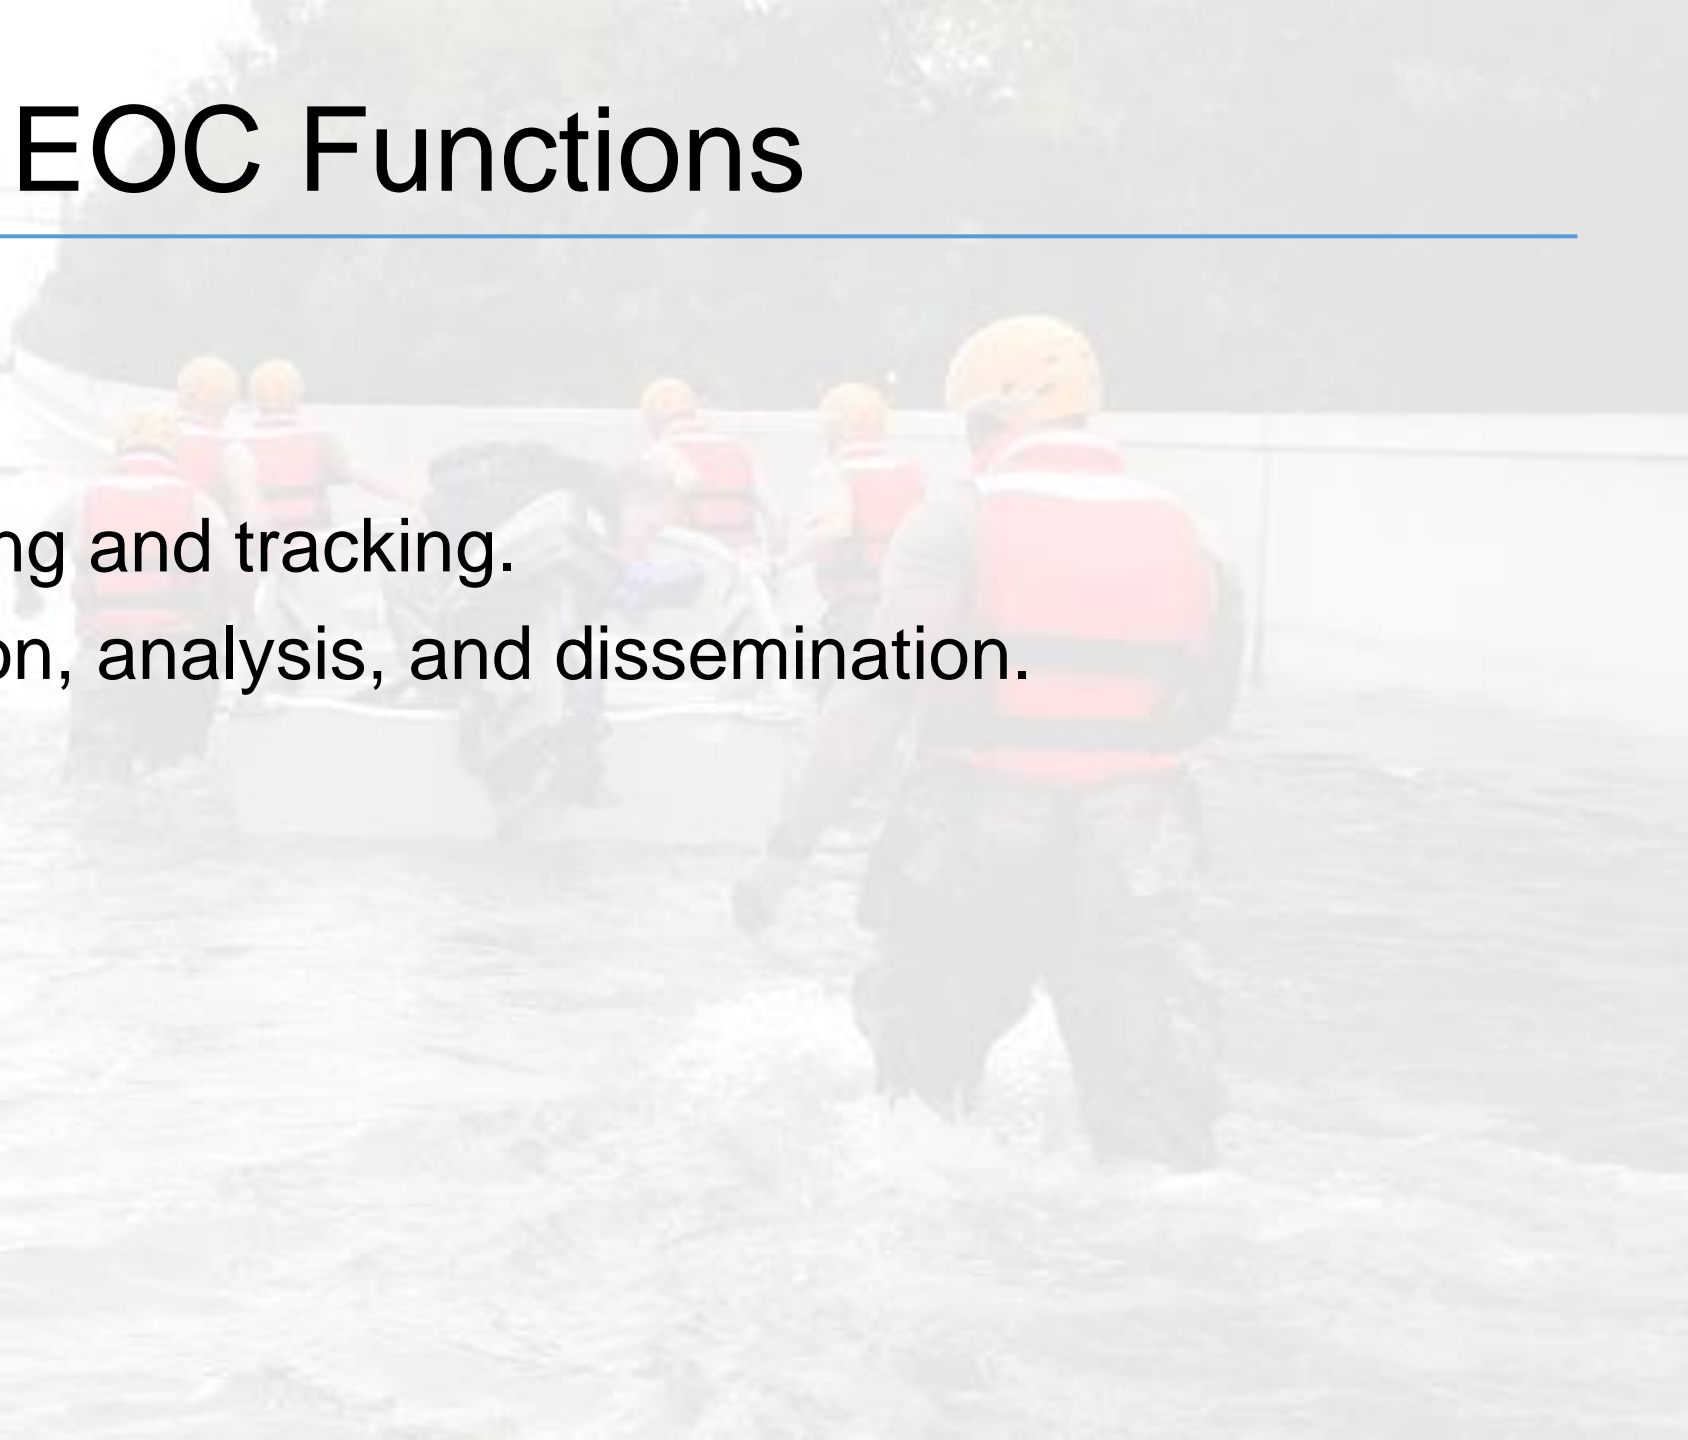 EOC Functions
ng and tracking.
on, analysis, and dissemination.